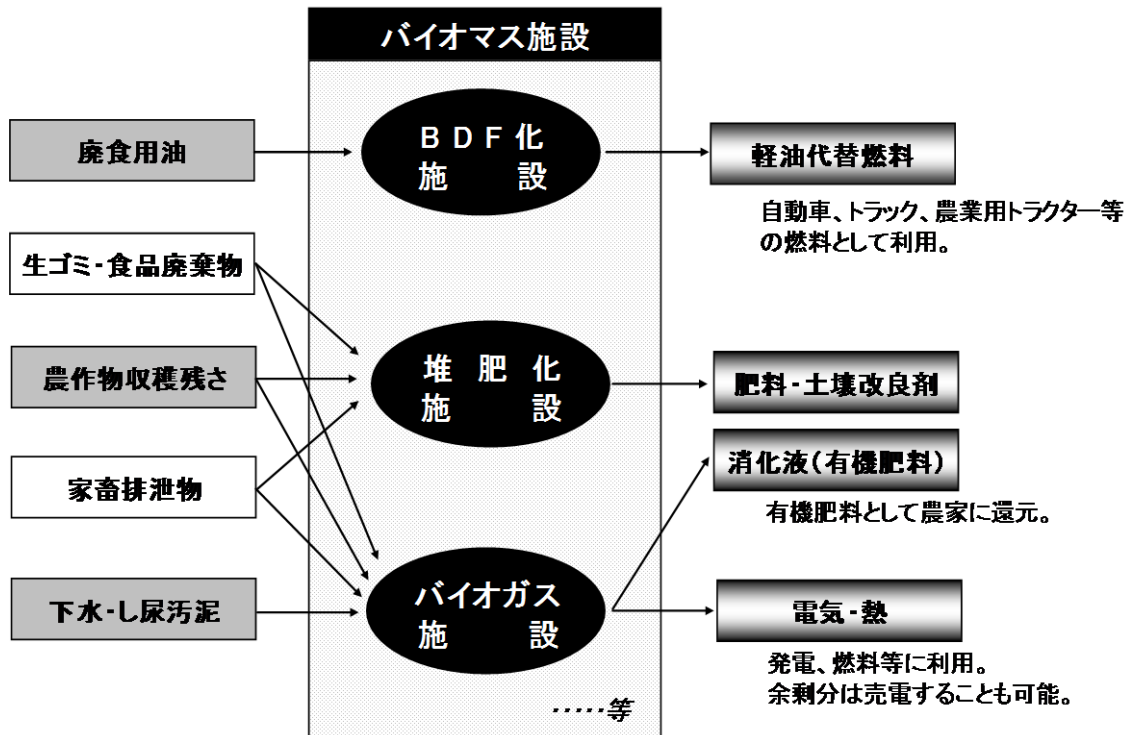 バイオマス施設
廃食用油
BDF化
施設
軽油代替燃料
自動車、トラック、農業用トラクター等
の燃料として利用。
生ゴミ・食品廃棄物
農作物収穫残さ
堆肥化
施設
肥料・土壌改良剤
消化液(有機肥料)
有機肥料として農家に還元。
家畜排泄物
下水・し尿汚泥
バイオガス
施設
電気・熱
発電、燃料等に利用。
余剰分は売電することも可能。
‥‥・等